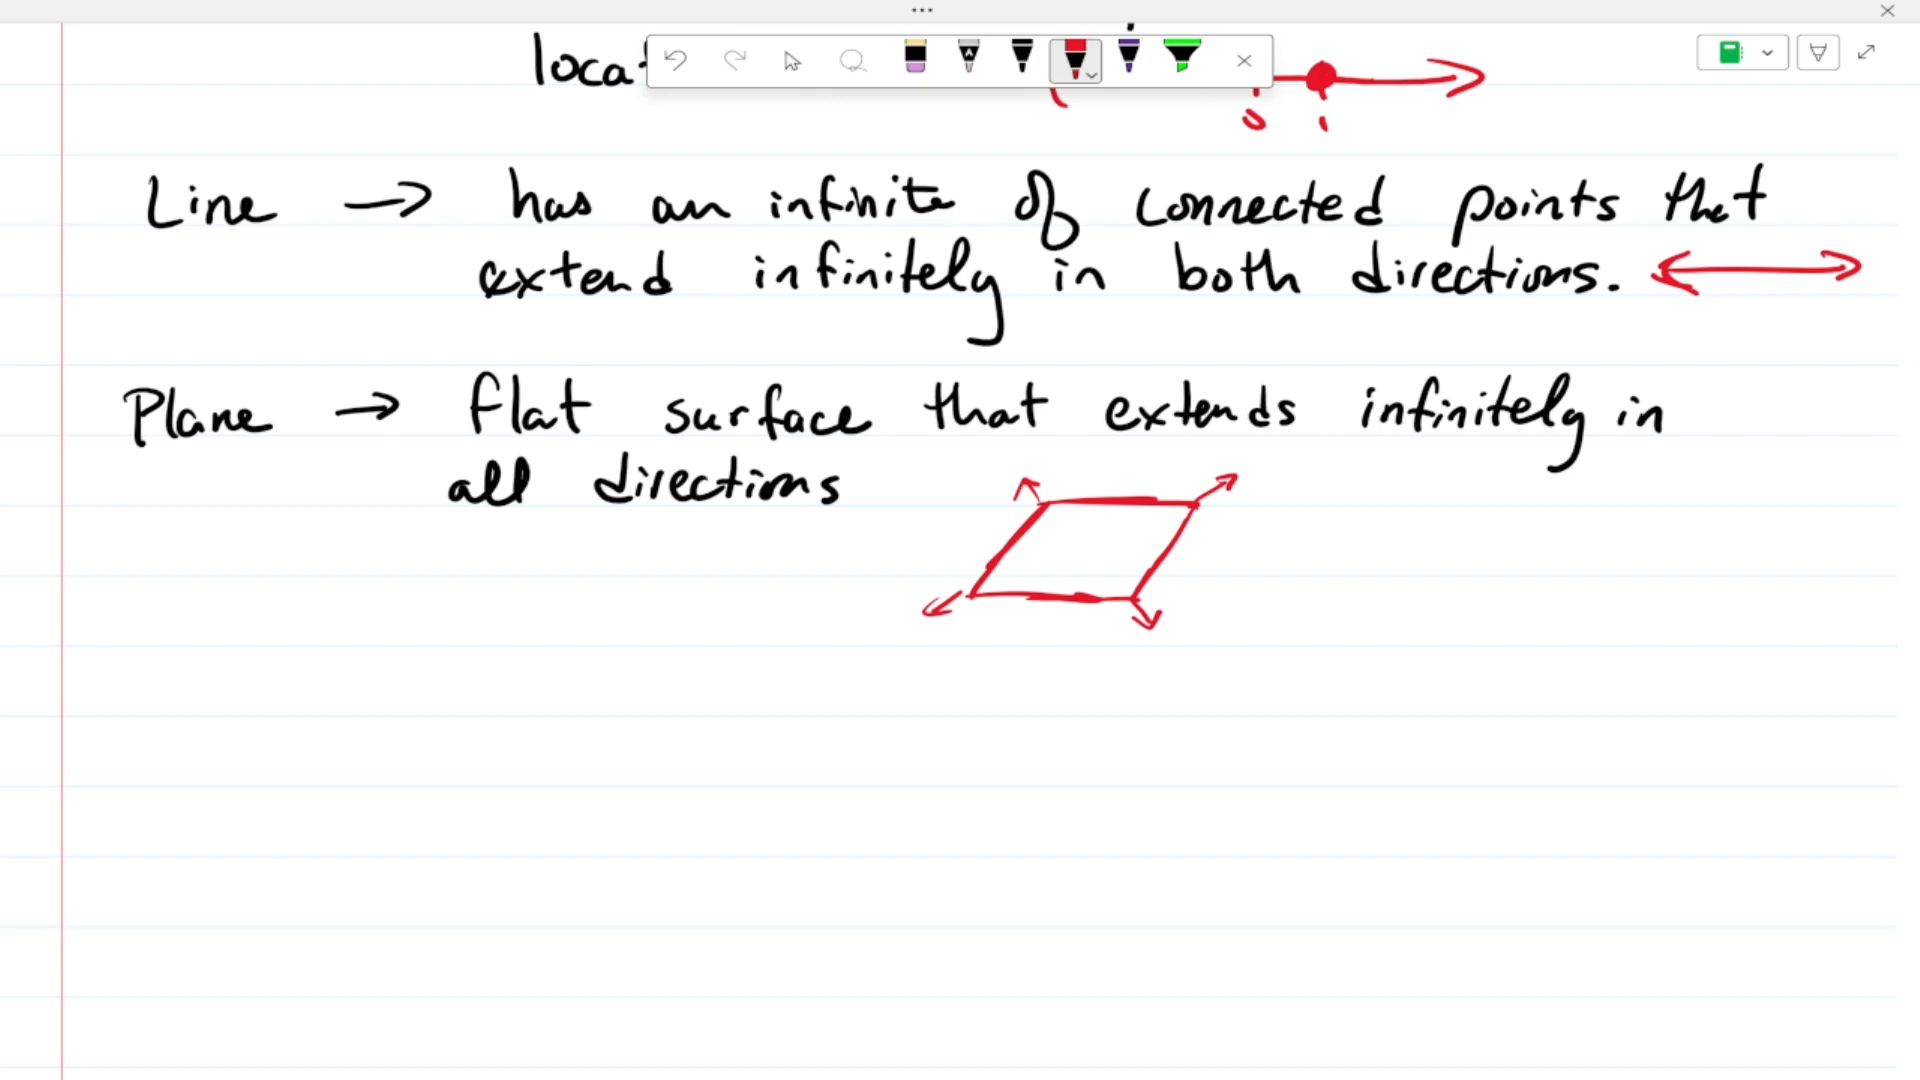 Line → has an infinite of connected points that
extend infinitely in both directions.
Plane → flat surface that extends infinitely in
all directions